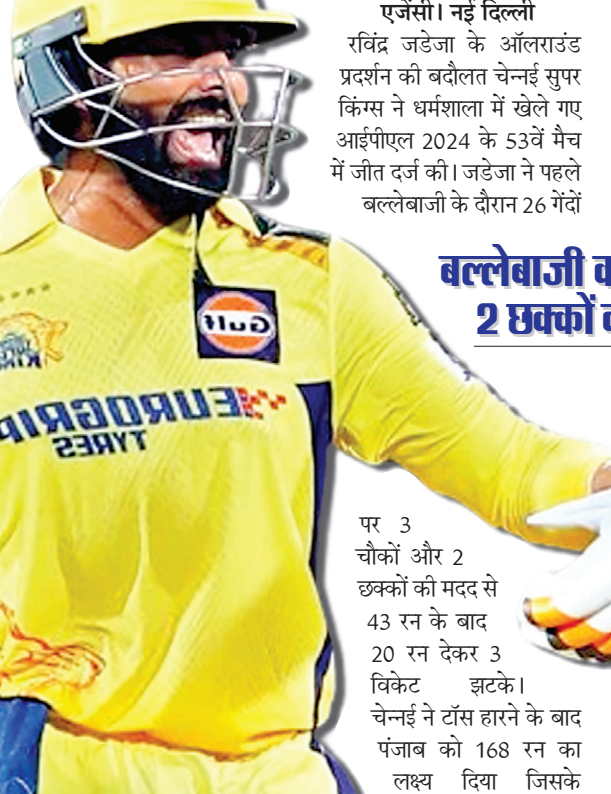 एजेंसी। नई दिल्ली
रविंद्र जडेजा के ऑलराउंड
प्रदर्शन की बदौलत चेन्नई सुपर
किंग्स ने धर्मशाला में खेले गए
आईपीएल 2024 के 53वें मैच
में जीत दर्ज की। जडेजा ने पहले
बल्लेबाजी के दौरान 26 गेंदों
बल्लेबाजी
2 छक्कों
Gulf
EUROGRIP
TYRES
पर 3
चौकों और 2
छक्कों की मदद से
43 रन के बाद
20 रन देकर 3
विकेट झटके।
चेन्नई ने टॉस हारने के बाद
पंजाब को 168 रन का
लक्ष्य दिया जिसके